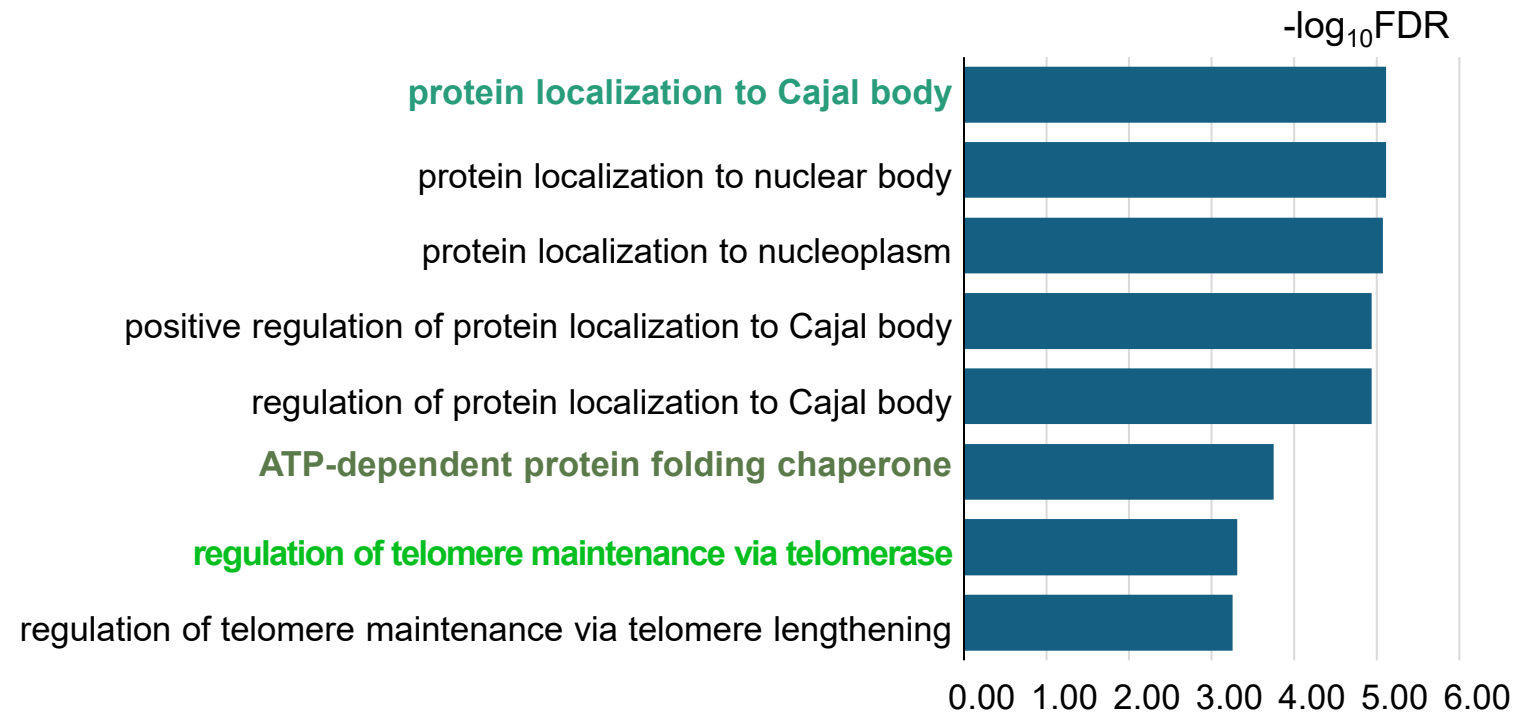 -log₁₀FDR
protein localization to Cajal body
protein localization to nuclear body
protein localization to nucleoplasm
positive regulation of protein localization to Cajal body
regulation of protein localization to Cajal body
ATP-dependent protein folding chaperone
regulation of telomere maintenance via telomerase
regulation of telomere maintenance via telomere lengthening
0.00 1.00 2.00 3.00 4.00 5.00 6.00